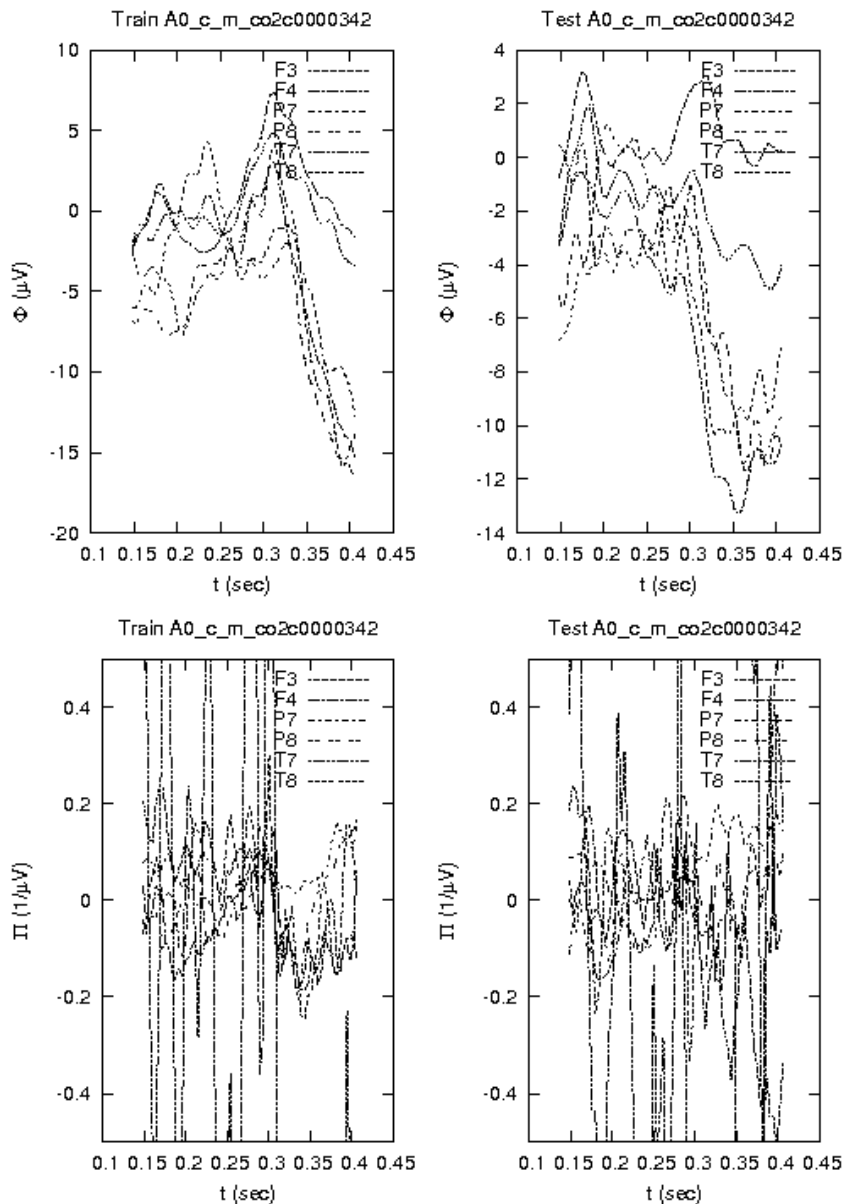 Train A0_c_m_co2c0000342
10
5
0
-5
-10
-15
-20
Φ (μV)
F3
F4
P7
P8
T7
T8
0.1 0.15 0.2 0.25 0.3 0.35 0.4 0.45
t (sec)
Test A0_c_m_co2c0000342
4
2
0
-2
-4
-6
-8
-10
-12
-14
Φ (μV)
F3
F4
P7
P8
T7
T8
0.1 0.15 0.2 0.25 0.3 0.35 0.4 0.45
t (sec)
Train A0_c_m_co2c0000342
0.4
0.2
0
-0.2
-0.4
Π (1/μV)
F3
F4
P7
P8
T7
T8
0.1 0.15 0.2 0.25 0.3 0.35 0.4 0.45
t (sec)
Test A0_c_m_co2c0000342
0.4
0.2
0
-0.2
-0.4
Π (1/μV)
F3
F4
P7
P8
T7
T8
0.1 0.15 0.2 0.25 0.3 0.35 0.4 0.45
t (sec)